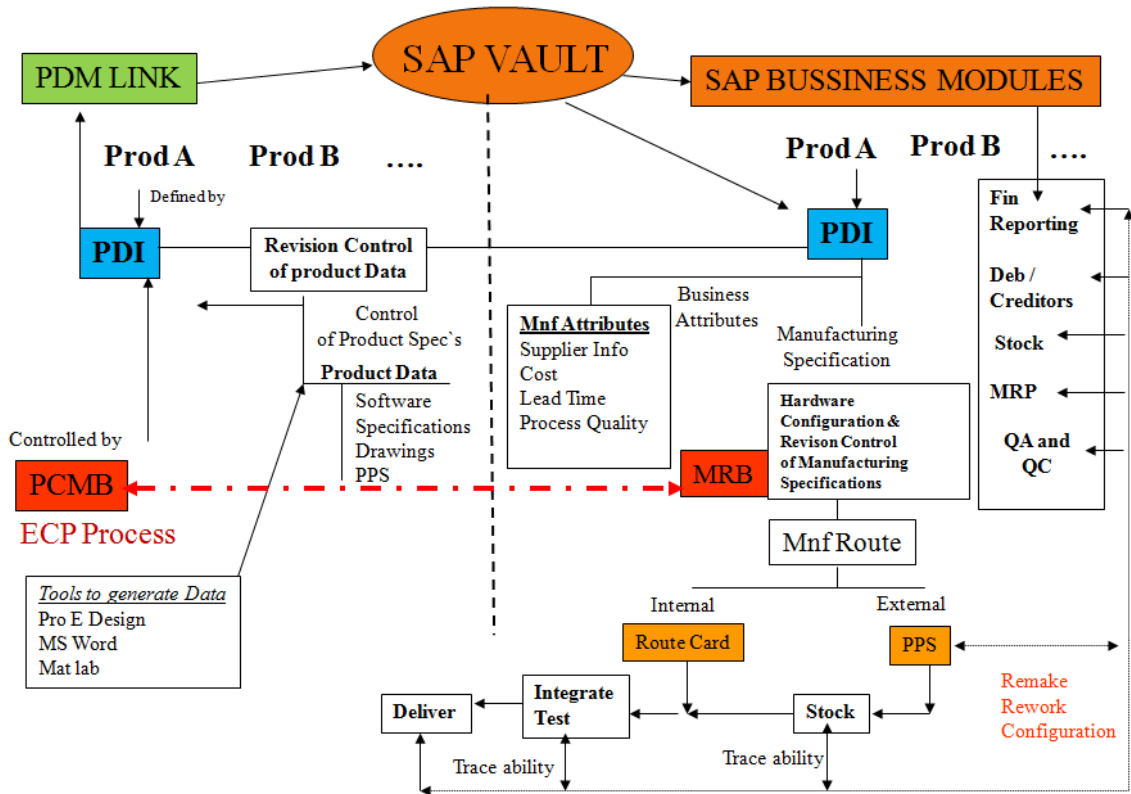 SAP VAULT
PDM LINK
SAP BUSSINESS MODULES
Prod A
Prod B
....
Prod A
Prod B
....
Defined by
PDI
Revision Control
of product Data
PDI
Fin
Reporting
Deb /
Creditors
Stock
MRP
QA and
QC
Control
of Product Spec`s
Product Data
Software
Specifications
Drawings
PPS
Business
Attributes
Mnf Attributes
Supplier Info
Cost
Lead Time
Process Quality
Manufacturing
Specification
Hardware
Configuration &
Revison Control
of Manufacturing
Specifications
Controlled by
PCMB
MRB
ECP Process
Mnf Route
Tools to generate Data
Pro E Design
MS Word
Mat lab
Internal
External
Route Card
PPS
Remake
Rework
Configuration
Deliver
Integrate
Test
Stock
Trace ability
Trace ability